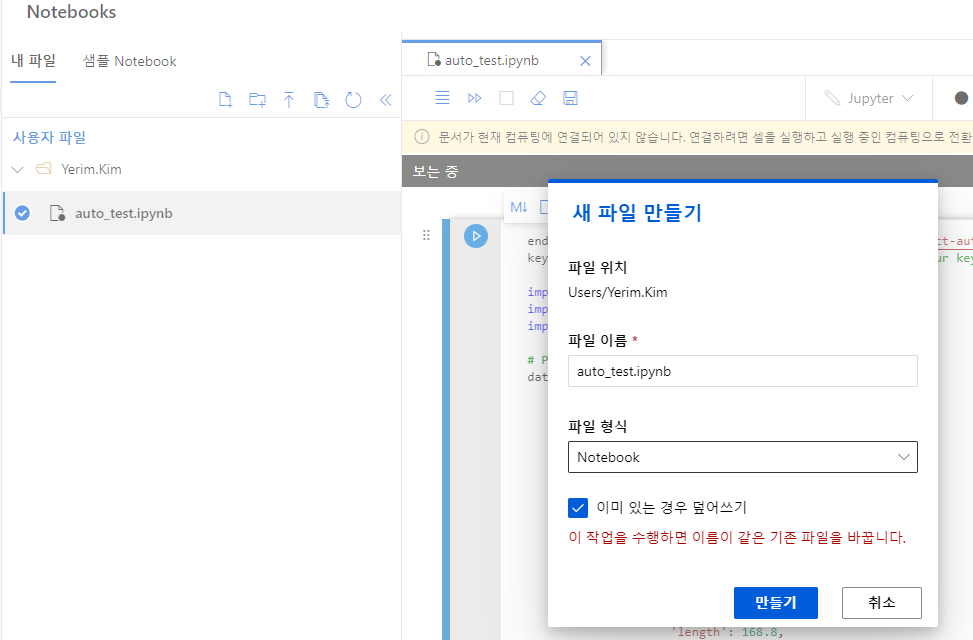 Notebooks
내 파일
샘플 Notebook
사용자 파일
Yerim.Kim
auto_test.ipynb
auto_test.ipynb
Jupyter
문서가 현재 컴퓨팅에 연결되어 있지 않습니다. 연결하려면 셀을 실행하고 실행 중인 컴퓨팅으로 전환
보는 중
M↓
end
ct-aut
key
ur key
imp
imp
imp
# P
dat
'length': 168.8,
새 파일 만들기
파일 위치
Users/Yerim.Kim
파일 이름 *
auto_test.ipynb
파일 형식
Notebook
이미 있는 경우 덮어쓰기
이 작업을 수행하면 이름이 같은 기존 파일을 바꿉니다.
만들기
취소